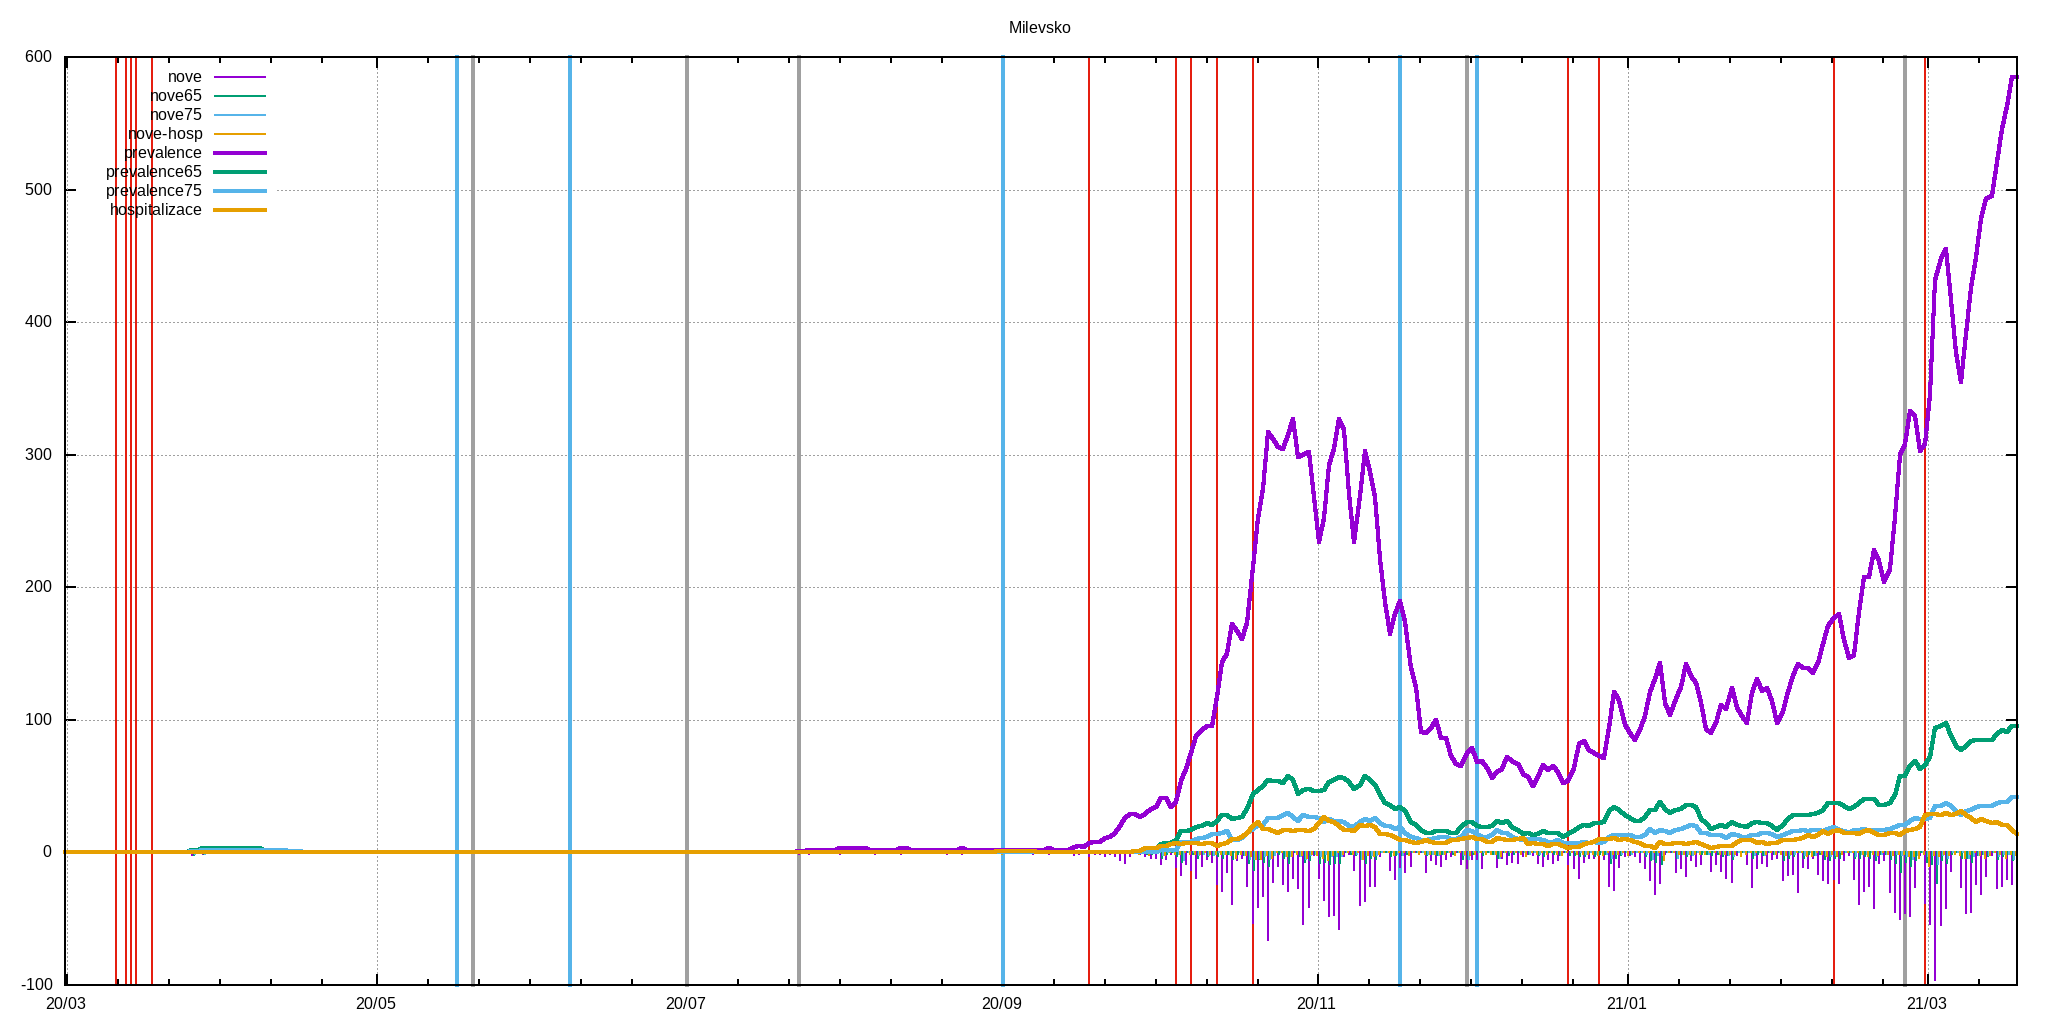 Milevsko
600
nove
nove65
nove75
nove-hosp
prevalence
prevalence65
prevalence75
hospitalizace
500
400
300
200
100
0
-100
20/03 20/05 20/07 20/09 20/11 21/01 21/03